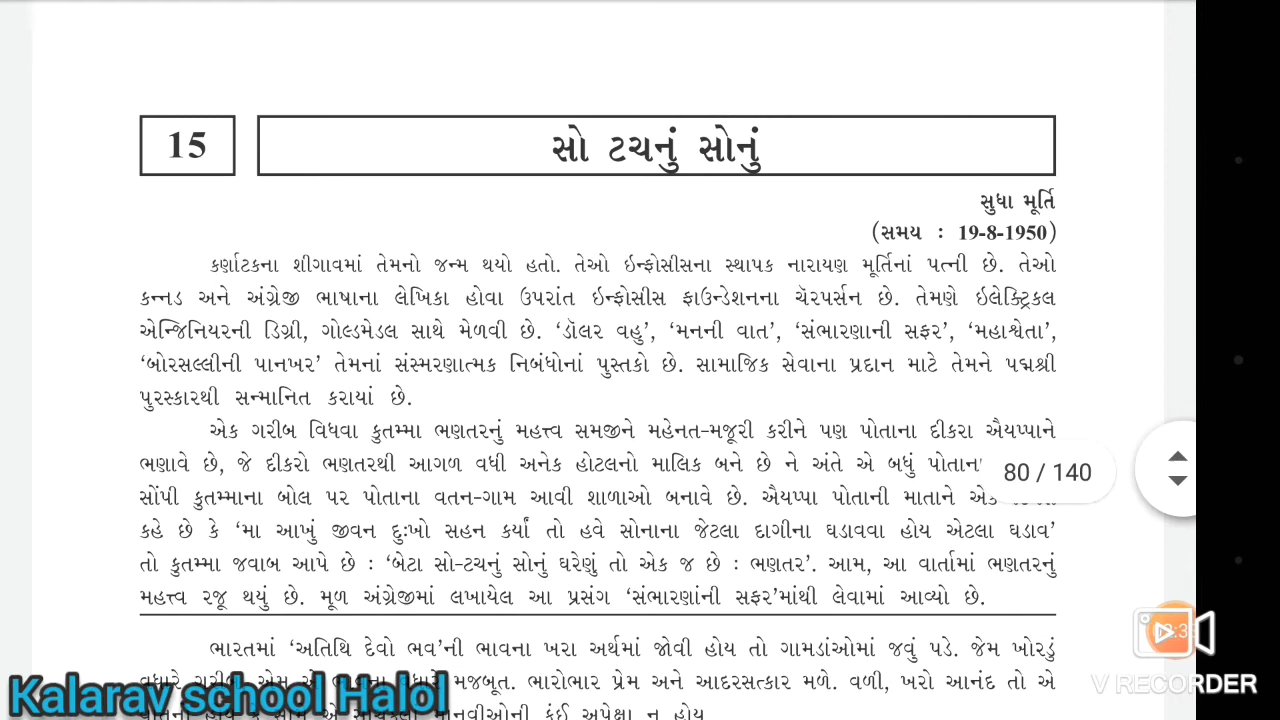 15
સો ટચનું સોનું
સુધા મૂર્તિ
(સમય : 19-8-1950)
કર્ણાટકના શીગાવમાં તેમનો જન્મ થયો હતો. તેઓ ઇન્ફોસીસના સ્થાપક નારાયણ મૂર્તિનાં પત્ની છે. તેઓ
કન્નડ અને અંગ્રેજી ભાષાના લેખિકા હોવા ઉપરાંત ઇન્ફોસીસ ફાઉન્ડેશનના ચૅરપર્સન છે. તેમણે ઇલેક્ટ્રિકલ
એન્જિનિયરની ડિગ્રી, ગોલ્ડમેડલ સાથે મેળવી છે. ‘ડૉલર વહુ’, ‘મનની વાત’, ‘સંભારણાની સફર’, ‘મહાશ્વેતા’,
‘બોરસલ્લીની પાનખર’ તેમનાં સંસ્મરણાત્મક નિબંધોનાં પુસ્તકો છે. સામાજિક સેવાના પ્રદાન માટે તેમને પદ્મશ્રી
પુરસ્કારથી સન્માનિત કરાયાં છે.
એક ગરીબ વિધવા કુતમ્મા ભણતરનું મહત્ત્વ સમજીને મહેનત-મજૂરી કરીને પણ પોતાના દીકરા ઐયપ્પાને
ભણાવે છે, જે દીકરો ભણતરથી આગળ વધી અનેક હોટલનો માલિક બને છે ને અંતે એ બધું
80 / 140
સોંપી કુતમ્માના બોલ પર પોતાના વતન-ગામ આવી શાળાઓ બનાવે છે. ઐયપ્પા પોતાની માતાને
કહે છે કે ‘મા આખું જીવન દુઃખો સહન કર્યાં તો હવે સોનાના જેટલા દાગીના ઘડાવવા હોય એટલા ઘડાવ’
તો કુતમ્મા જવાબ આપે છે : ‘બેટા સો-ટચનું સોનું ઘરેણું તો એક જ છે : ભણતર’. આમ, આ વાર્તામાં ભણતરનું
મહત્ત્વ રજૂ થયું છે. મૂળ અંગ્રેજીમાં લખાયેલ આ પ્રસંગ ‘સંભારણાંની સફર’માંથી લેવામાં આવ્યો છે.
ભારતમાં ‘અતિથિ દેવો ભવ’ની ભાવના ખરા અર્થમાં જોવી હોય તો ગામડાંઓમાં જવું પડે. જેમ ખોરડું
મજબૂત. ભારોભાર પ્રેમ અને આદરસત્કાર મળે. વળી, ખરો આનંદ તો એ
Kalarav school Halol
V RECORDER